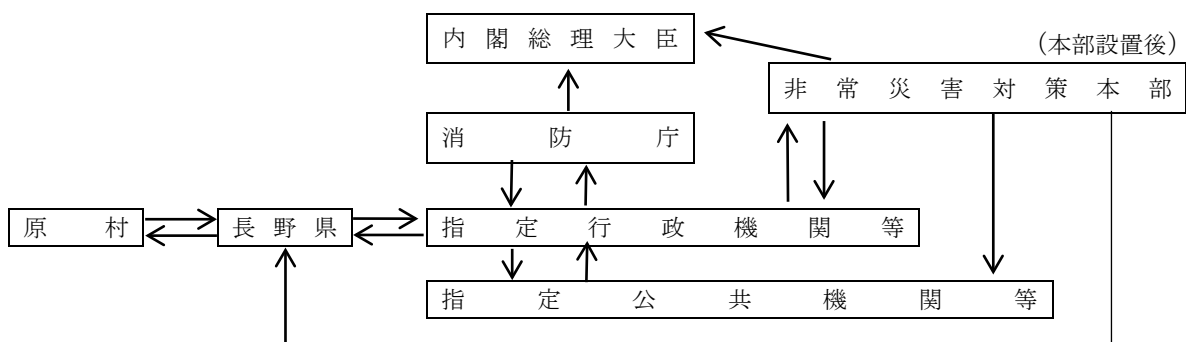 内閣総理大臣
（本部設置後）
非常災害対策本部
消防庁
原村
長野県
指定行政機関等
指定公共機関等